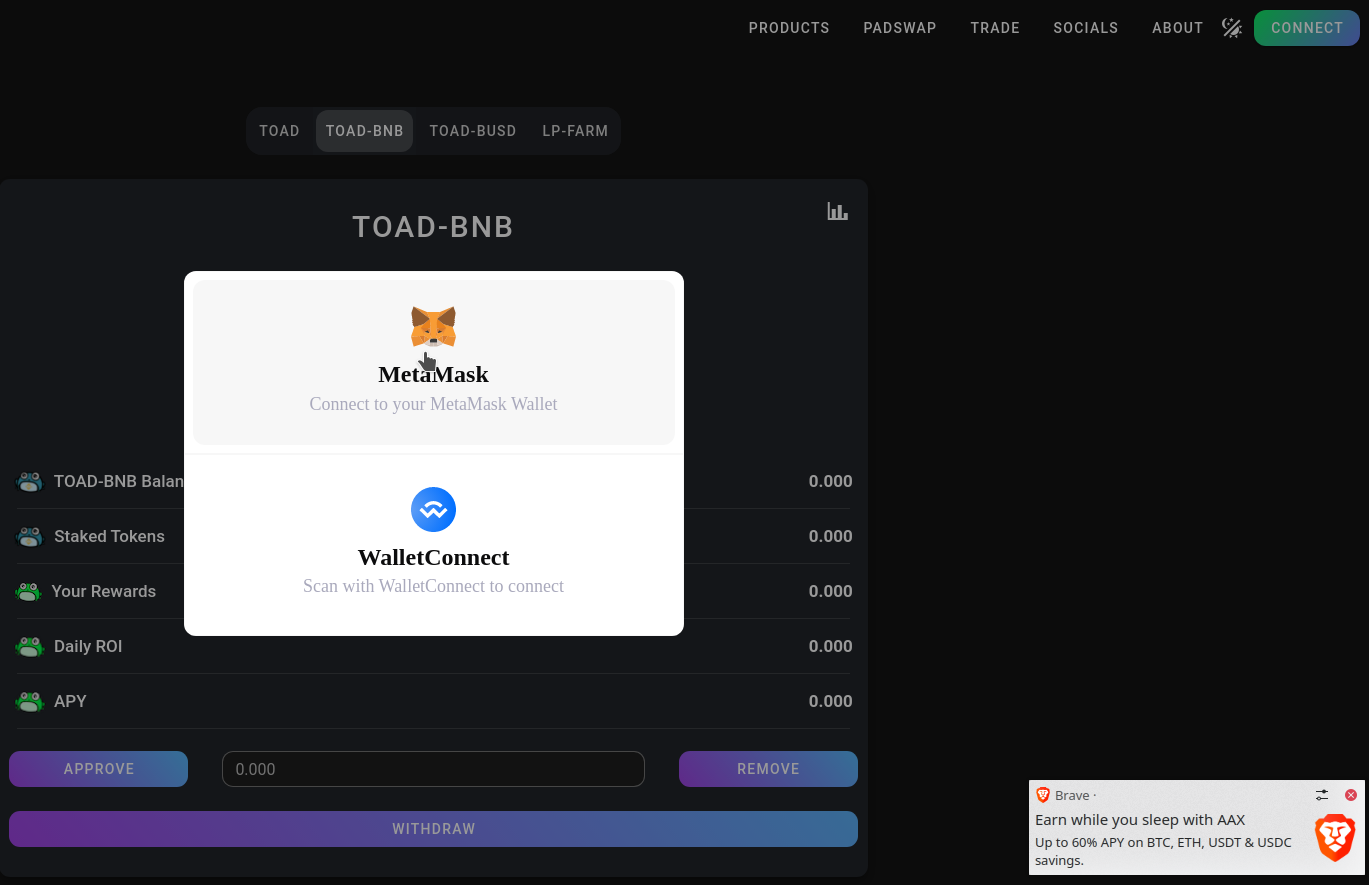 PRODUCTS PADSWAP TRADE SOCIALS ABOUT CONNECT
TOAD TOAD-BNB TOAD-BUSD LP-FARM
TOAD-BNB
MetaMask
Connect to your MetaMask Wallet
WalletConnect
Scan with WalletConnect to connect
TOAD-BNB Balan 0.000
Staked Tokens 0.000
Your Rewards 0.000
Daily ROI 0.000
APY 0.000
APPROVE 0.000 REMOVE
WITHDRAW
Brave ·
Earn while you sleep with AAX
Up to 60% APY on BTC, ETH, USDT & USDC
savings.